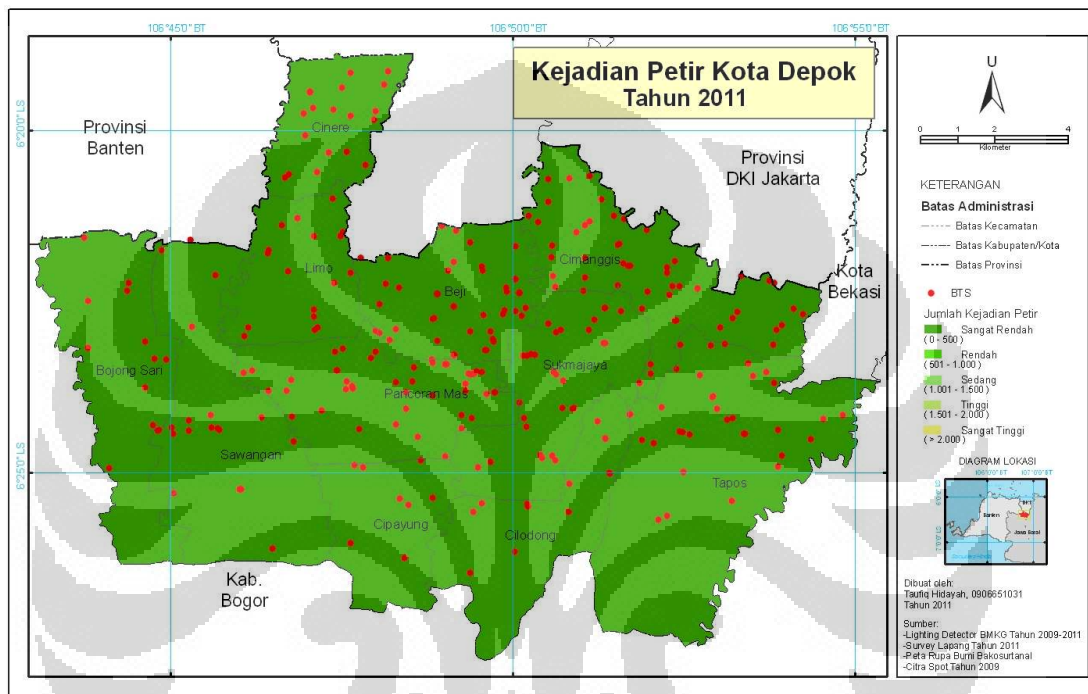 106°45'0" BT
106°50'0" BT
106°55'0" BT
Kejadian Petir Kota Depok
Tahun 2011
6°20'0" LS
6°25'0" LS
Provinsi
Banten
Cinere
Provinsi
DKI Jakarta
Kota
Bekasi
Limo
Cimanggis
Beji
Bojong Sari
Sukmajaya
Pancoran Mas
Sawangan
Tapos
Cipayung
Cilodong
Kab.
Bogor
U
0 1 2 4
Kilometer
KETERANGAN
Batas Administrasi
Batas Kecamatan
Batas Kabupaten/Kota
Batas Provinsi
BTS
Jumlah Kejadian Petir
Sangat Rendah
( 0 - 500 )
Rendah
( 501 - 1.000 )
Sedang
( 1.001 - 1.500 )
Tinggi
( 1.501 - 2.000 )
Sangat Tinggi
( > 2.000 )
DIAGRAM LOKASI
Banten
Jawa Barat
Dibuat oleh:
Taufiq Hidayah, 0906651031
Tahun 2011
Sumber:
-Lighting Detector BMKG Tahun 2009-2011
-Survey Lapang Tahun 2011
-Peta Rupa Bumi Bakosurtanal
-Citra Spot Tahun 2009